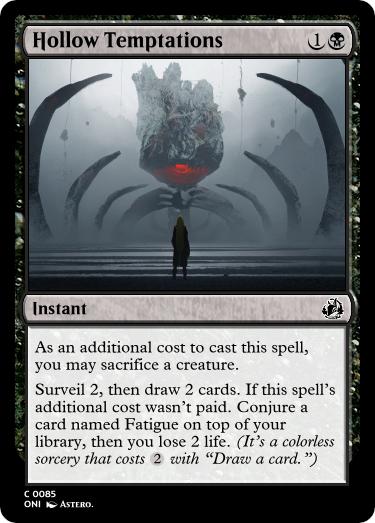 Hollow Temptations 1
Instant
As an additional cost to cast this spell,
you may sacrifice a creature.
Surveil 2, then draw 2 cards. If this spell's
additional cost wasn't paid. Conjure a
card named Fatigue on top of your
library, then you lose 2 life. (It's a colorless
sorcery that costs 2 with “Draw a card.”)
C 0085
ONI Astero.